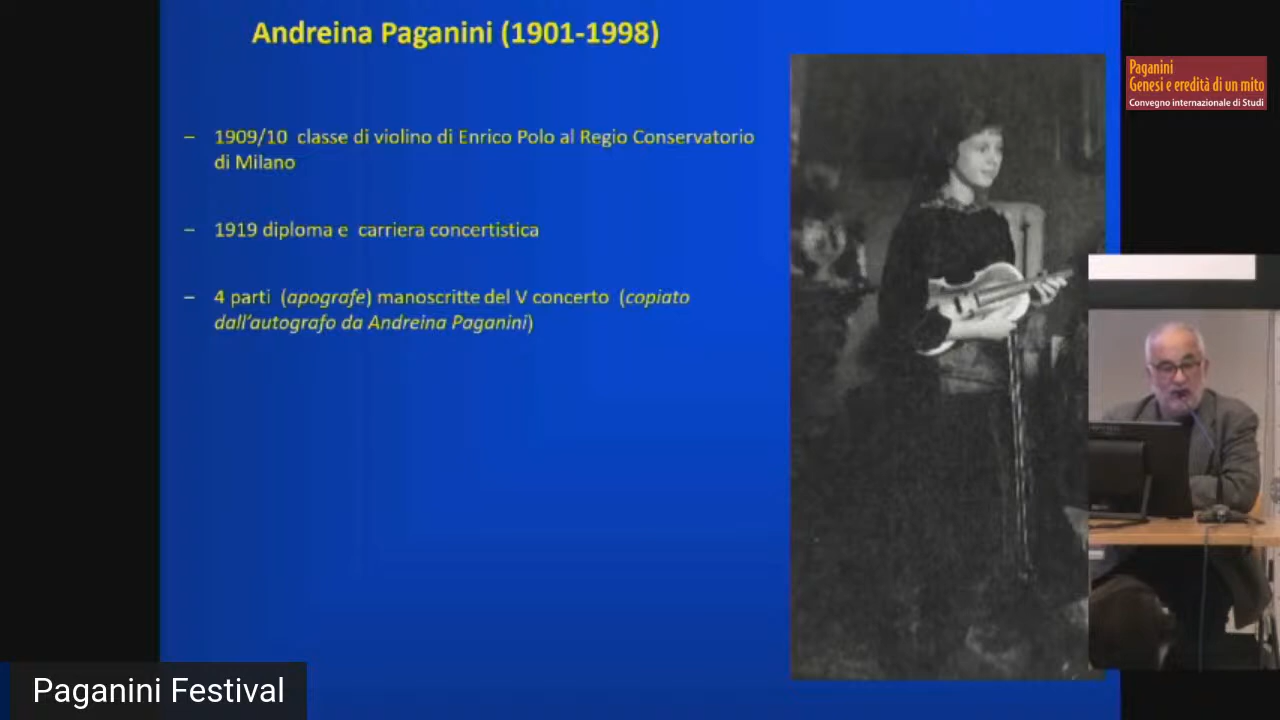 Andreina Paganini (1901-1998)
– 1909/10 classe di violino di Enrico Polo al Regio Conservatorio
di Milano
– 1919 diploma e carriera concertistica
– 4 parti (apografe) manoscritte del V concerto (copiato
dall'autografo da Andreina Paganini)
Paganini
Genesi e eredità di un mito
Convegno internazionale di Studi
Paganini Festival